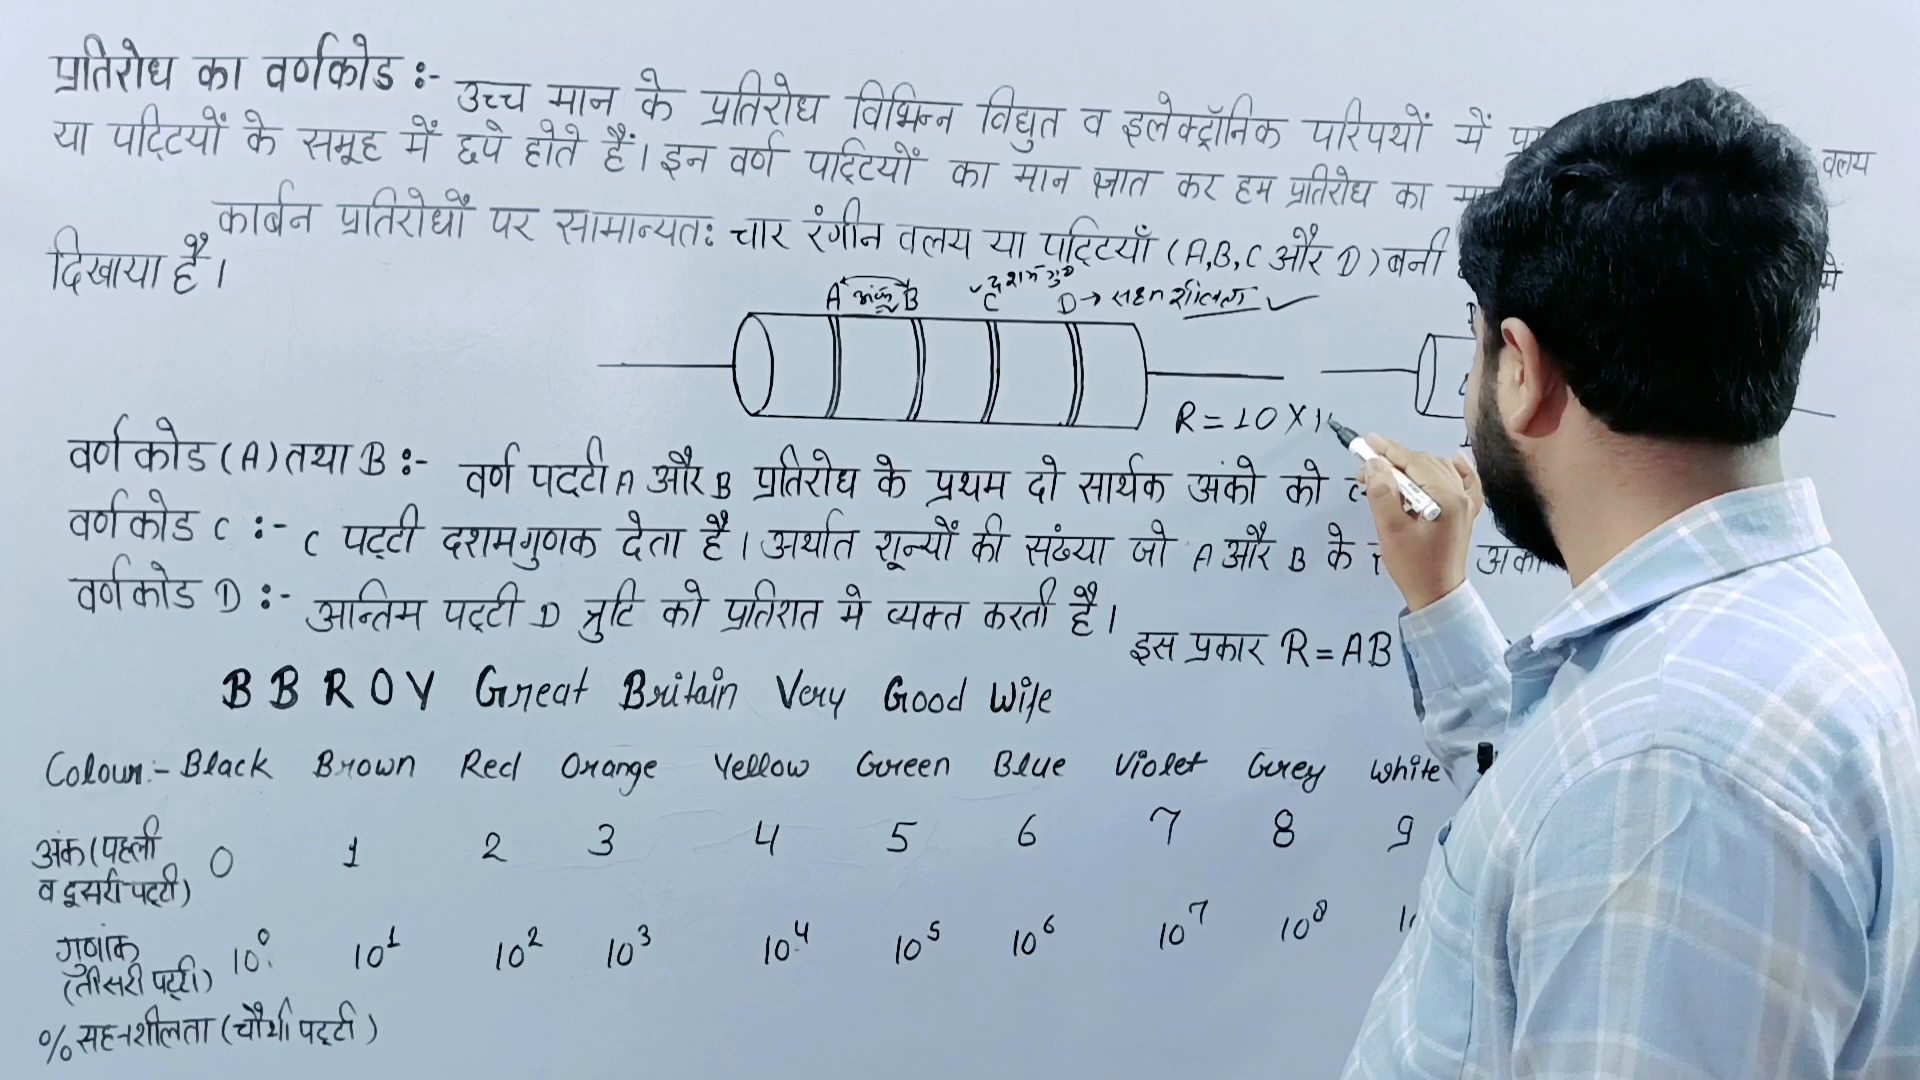 प्रतिरोध का वर्णकोड :- उच्च मान के प्रतिरोध विभिन्न विद्युत व इलेक्ट्रॉनिक परिपथों में
वलय
या पट्टियों के समूह में छपे होते हैं। इन वर्ण पट्टियों का मान ज्ञात कर हम प्रतिरोध का
कार्बन प्रतिरोधों पर सामान्यतः चार रंगीन वलय या पट्टियाँ (A,B,C और D) बनी
में
दिखाया है।
A अंक B C दशमगुण D → सहनशीलता ✓
R = 10 X 1
वर्ण कोड (A) तथा B :- वर्ण पट्टी A और B प्रतिरोध के प्रथम दो सार्थक अंको को
वर्ण कोड C :- C पट्टी दशमगुणक देता है। अर्थात शून्यों की संख्या जो A और B के
वर्ण कोड D :- अन्तिम पट्टी D त्रुटि को प्रतिशत मे व्यक्त करती है।
इस प्रकार R = AB
B B R O Y Great Britain Very Good Wife
Colour:- Black Brown Red Orange Yellow Green Blue Violet Grey White
अंक (पहली व दूसरी पट्टी) 0 1 2 3 4 5 6 7 8 9
गुणांक (तीसरी पट्टी) 10⁰ 10¹ 10² 10³ 10⁴ 10⁵ 10⁶ 10⁷ 10⁸
% सहनशीलता (चौथी पट्टी)